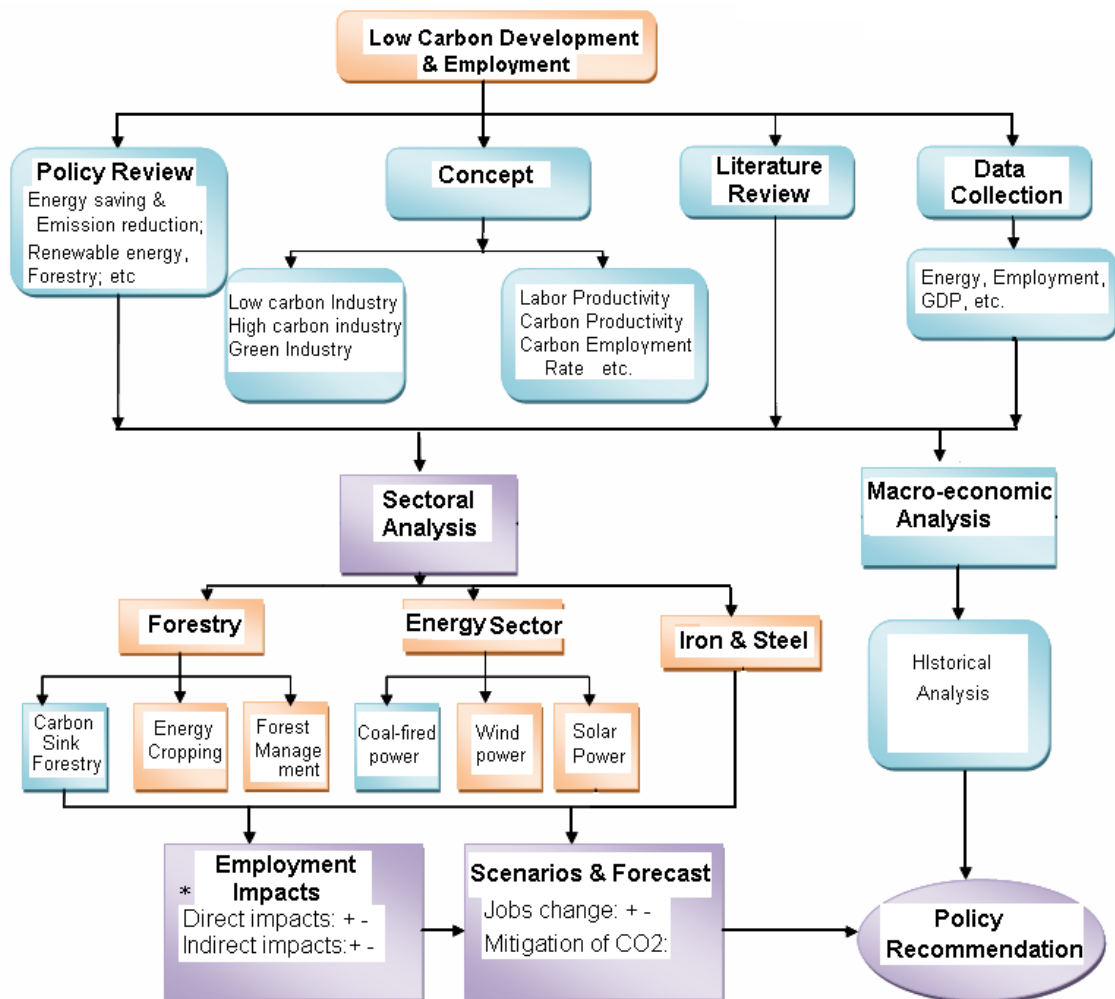 Low Carbon Development
& Employment
Policy Review
Energy saving &
Emission reduction;
Renewable energy,
Forestry; etc
Concept
Literature
Review
Data
Collection
Low carbon Industry
High carbon industry
Green Industry
Labor Productivity
Carbon Productivity
Carbon Employment
Rate etc.
Energy, Employment,
GDP, etc.
Sectoral
Analysis
Macro-economic
Analysis
Forestry
Energy Sector
Iron & Steel
HIstorical
Analysis
Carbon
Sink
Forestry
Energy
Cropping
Forest
Manage
ment
Coal-fired
power
Wind
power
Solar
Power
Employment
Impacts
*
Direct impacts: + -
Indirect impacts:+ -
Scenarios & Forecast
Jobs change: + -
Mitigation of CO2:
Policy
Recommendation